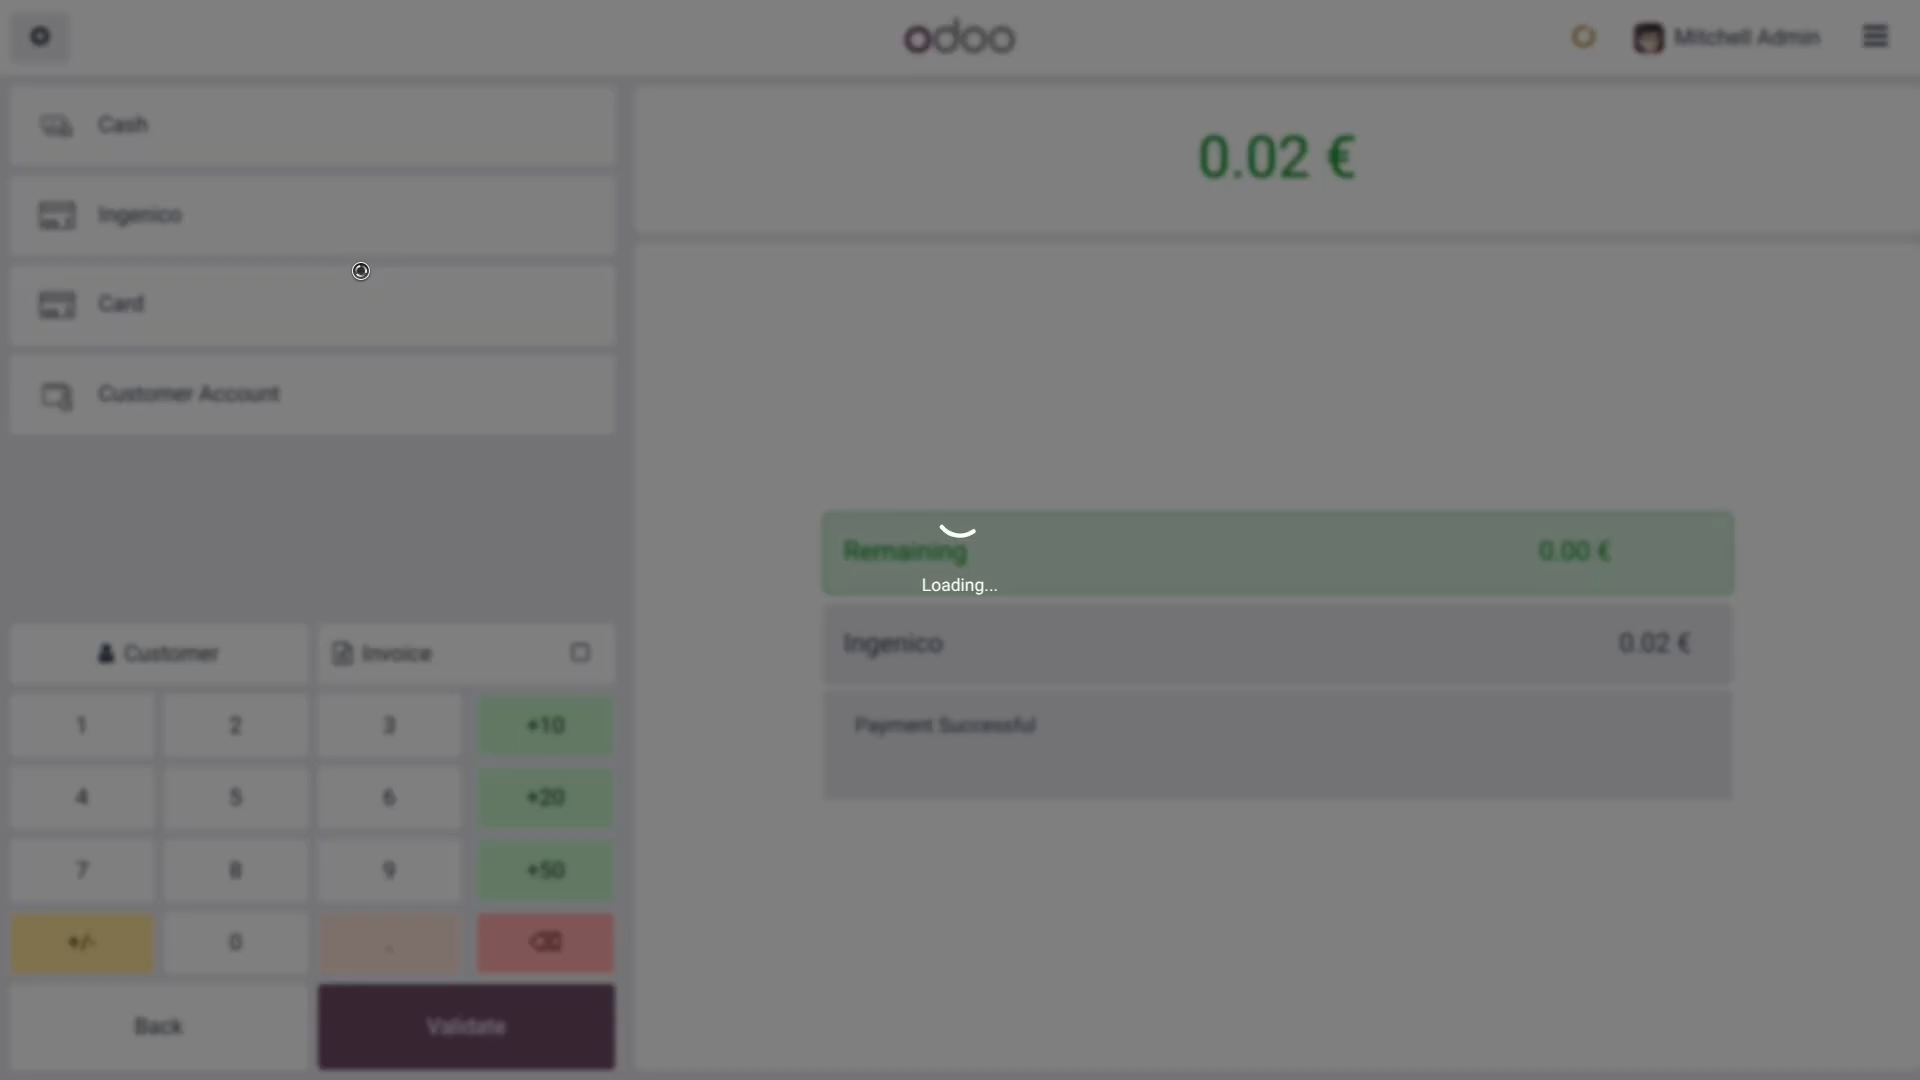 odoo
Mitchell Admin
Cash
Ingenico
Card
Customer Account
0.02 €
Remaining 0.00 €
Loading...
Ingenico 0.02 €
Payment Successful
Customer Invoice
1 2 3 +10
4 5 6 +20
7 8 9 +50
+/- 0 .
Back Validate